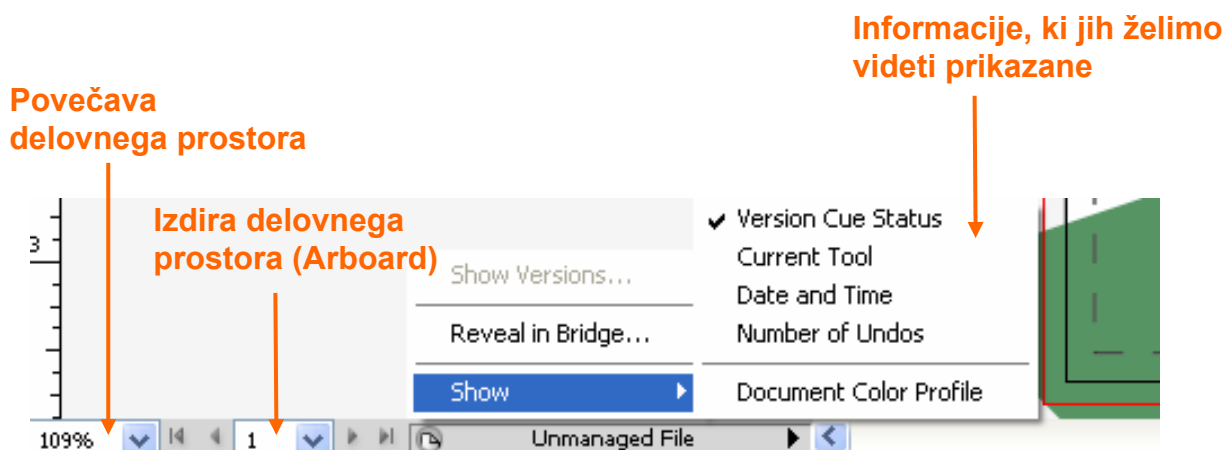 Informacije, ki jih želimo
videti prikazane
Povečava
delovnega prostora
Izdira delovnega
prostora (Arboard)
3
Show Versions...
Reveal in Bridge...
Show
Version Cue Status
Current Tool
Date and Time
Number of Undos
Document Color Profile
109%
1
Unmanaged File